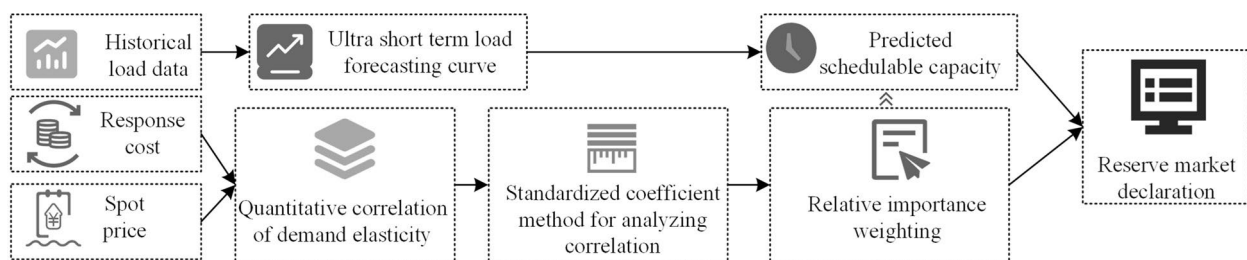 Historical
load data
Ultra short term load
forecasting curve
Predicted
schedulable capacity
Response
cost
Spot
price
¥
Quantitative correlation
of demand elasticity
Standardized coefficient
method for analyzing
correlation
Relative importance
weighting
Reserve market
declaration